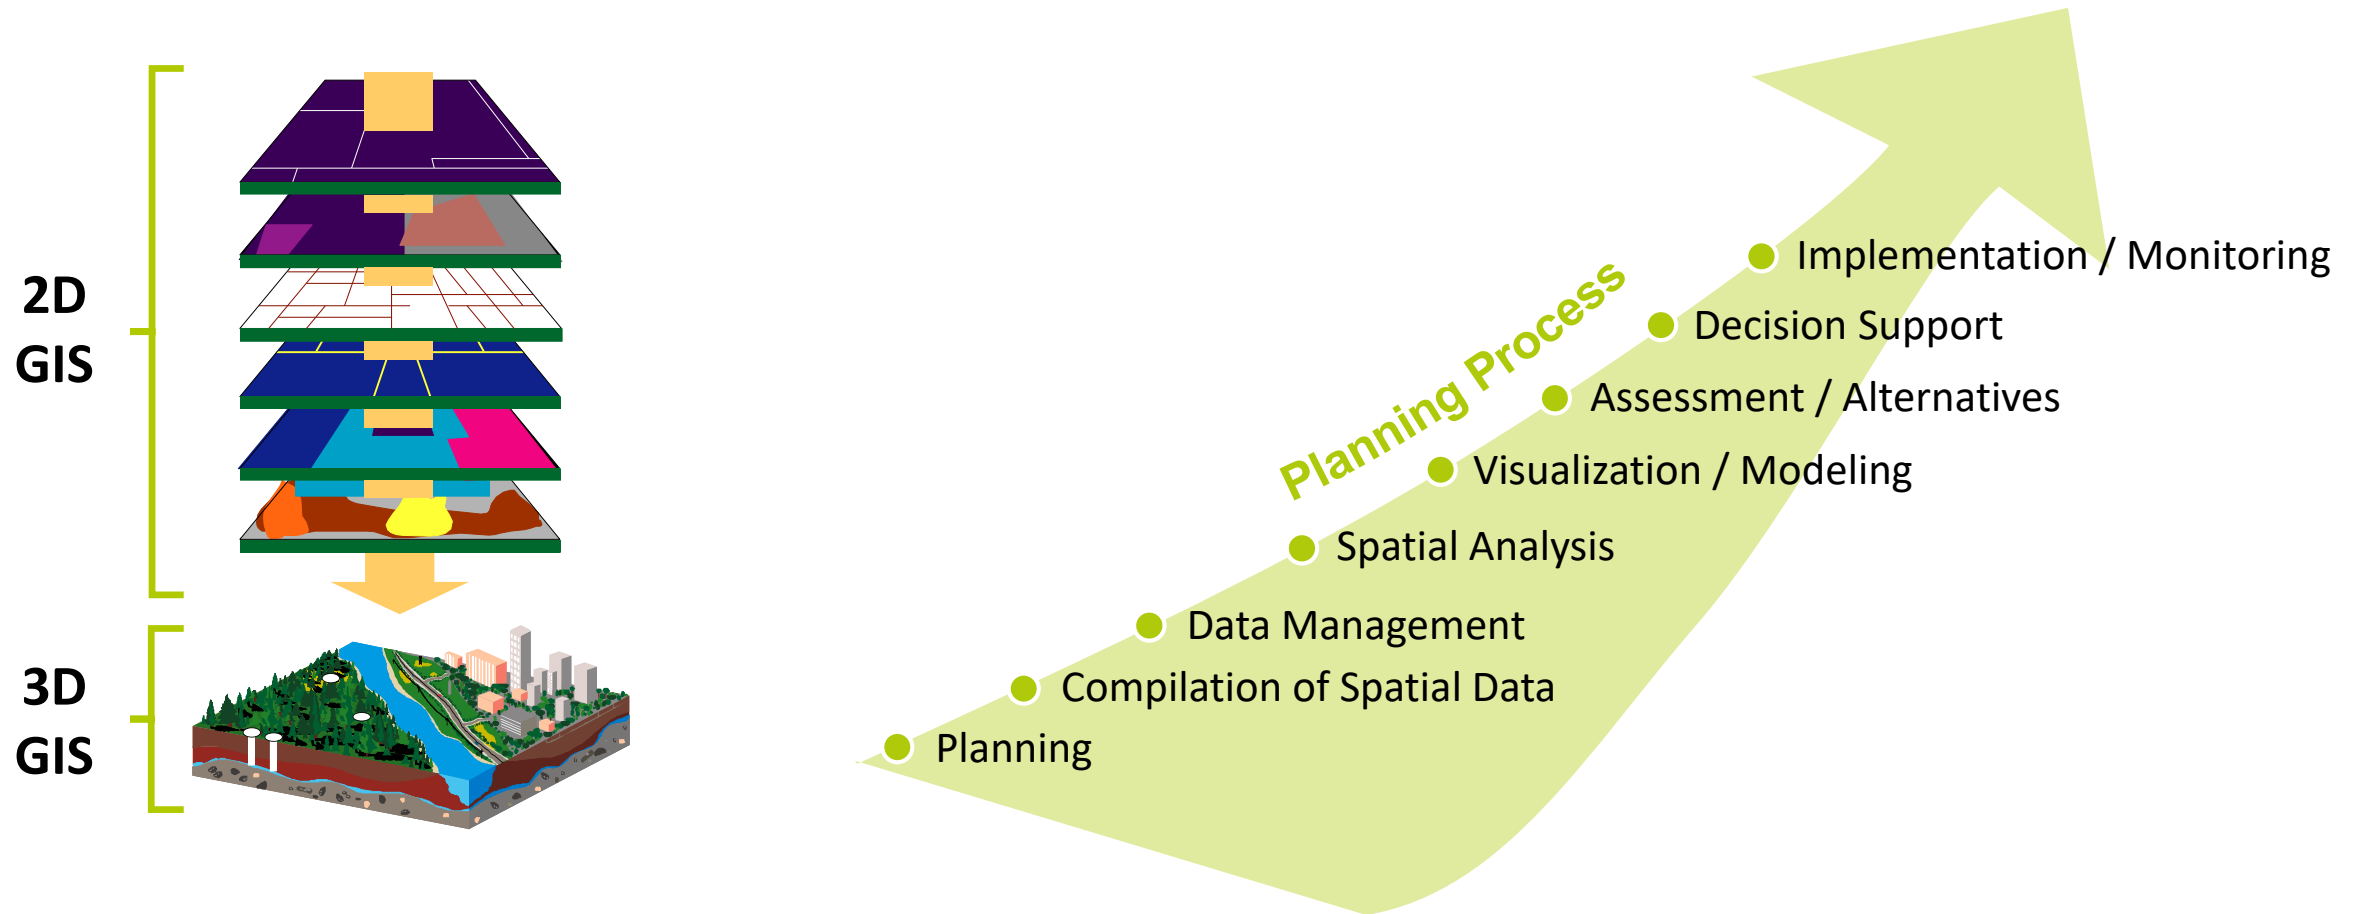 2D
GIS
3D
GIS
Planning Process
Implementation / Monitoring
Decision Support
Assessment / Alternatives
Visualization / Modeling
Spatial Analysis
Data Management
Compilation of Spatial Data
Planning